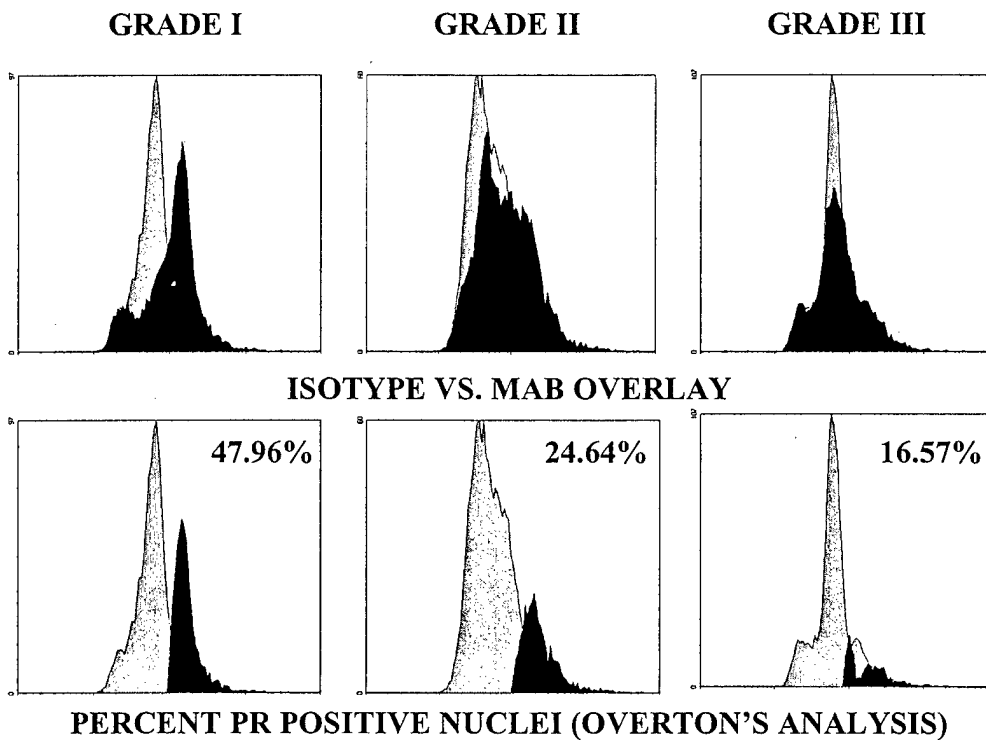 GRADE I GRADE II GRADE III
ISOTYPE VS. MAB OVERLAY
47.96% 24.64% 16.57%
PERCENT PR POSITIVE NUCLEI (OVERTON'S ANALYSIS)